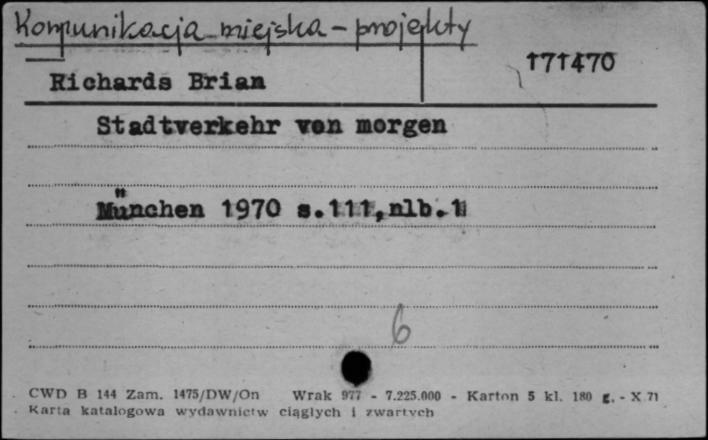 Komunikacja miejska - projekty
171470
Richards Brian
Stadtverkehr von morgen
München 1970 s.111,nlb.1
6
CWD B 144 Zam. 1475/DW/On Wrak 977 - 7.225.000 - Karton 5 kl. 180 g. - X.71
Karta katalogowa wydawnictw ciągłych i zwartych